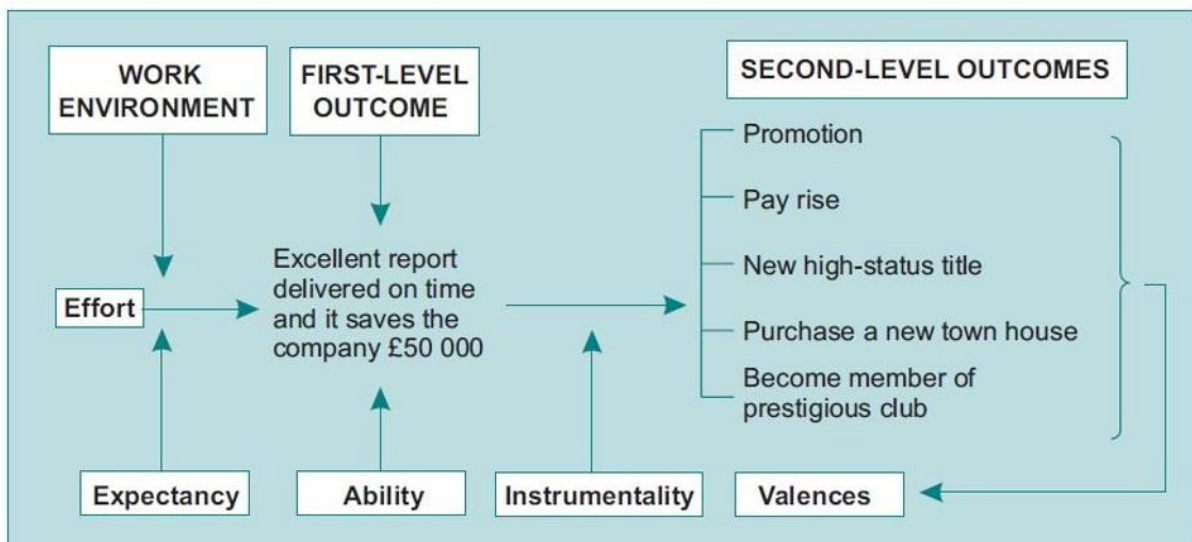 WORK
ENVIRONMENT
FIRST-LEVEL
OUTCOME
SECOND-LEVEL OUTCOMES
Effort
Excellent report
delivered on time
and it saves the
company £50 000
Promotion
Pay rise
New high-status title
Purchase a new town house
Become member of
prestigious club
Expectancy
Ability
Instrumentality
Valences